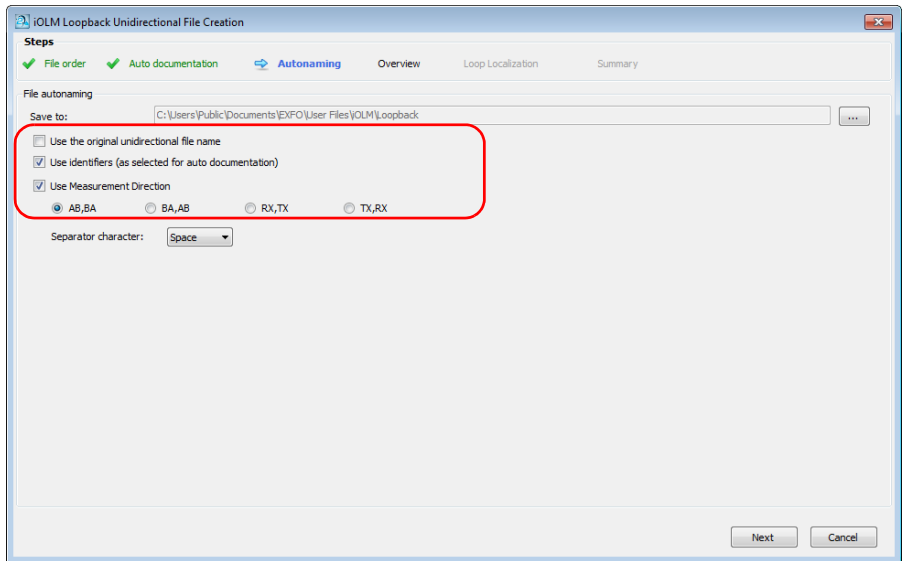 iOLM Loopback Unidirectional File Creation
Steps
File order Auto documentation Autonaming Overview Loop Localization Summary
File autonaming
Save to: C:\Users\Public\Documents\EXFO\User Files\iOLM\Loopback ...
Use the original unidirectional file name
Use identifiers (as selected for auto documentation)
Use Measurement Direction
AB,BA BA,AB RX,TX TX,RX
Separator character: Space
Next Cancel